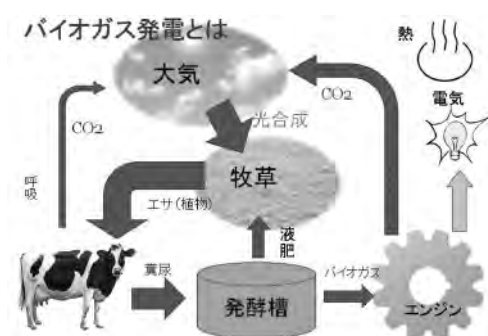 バイオガス発電とは
大気
熱
CO2
CO2
電気
光合成
呼吸
牧草
エサ(植物)
液肥
糞尿
バイオガス
発酵槽
エンジン